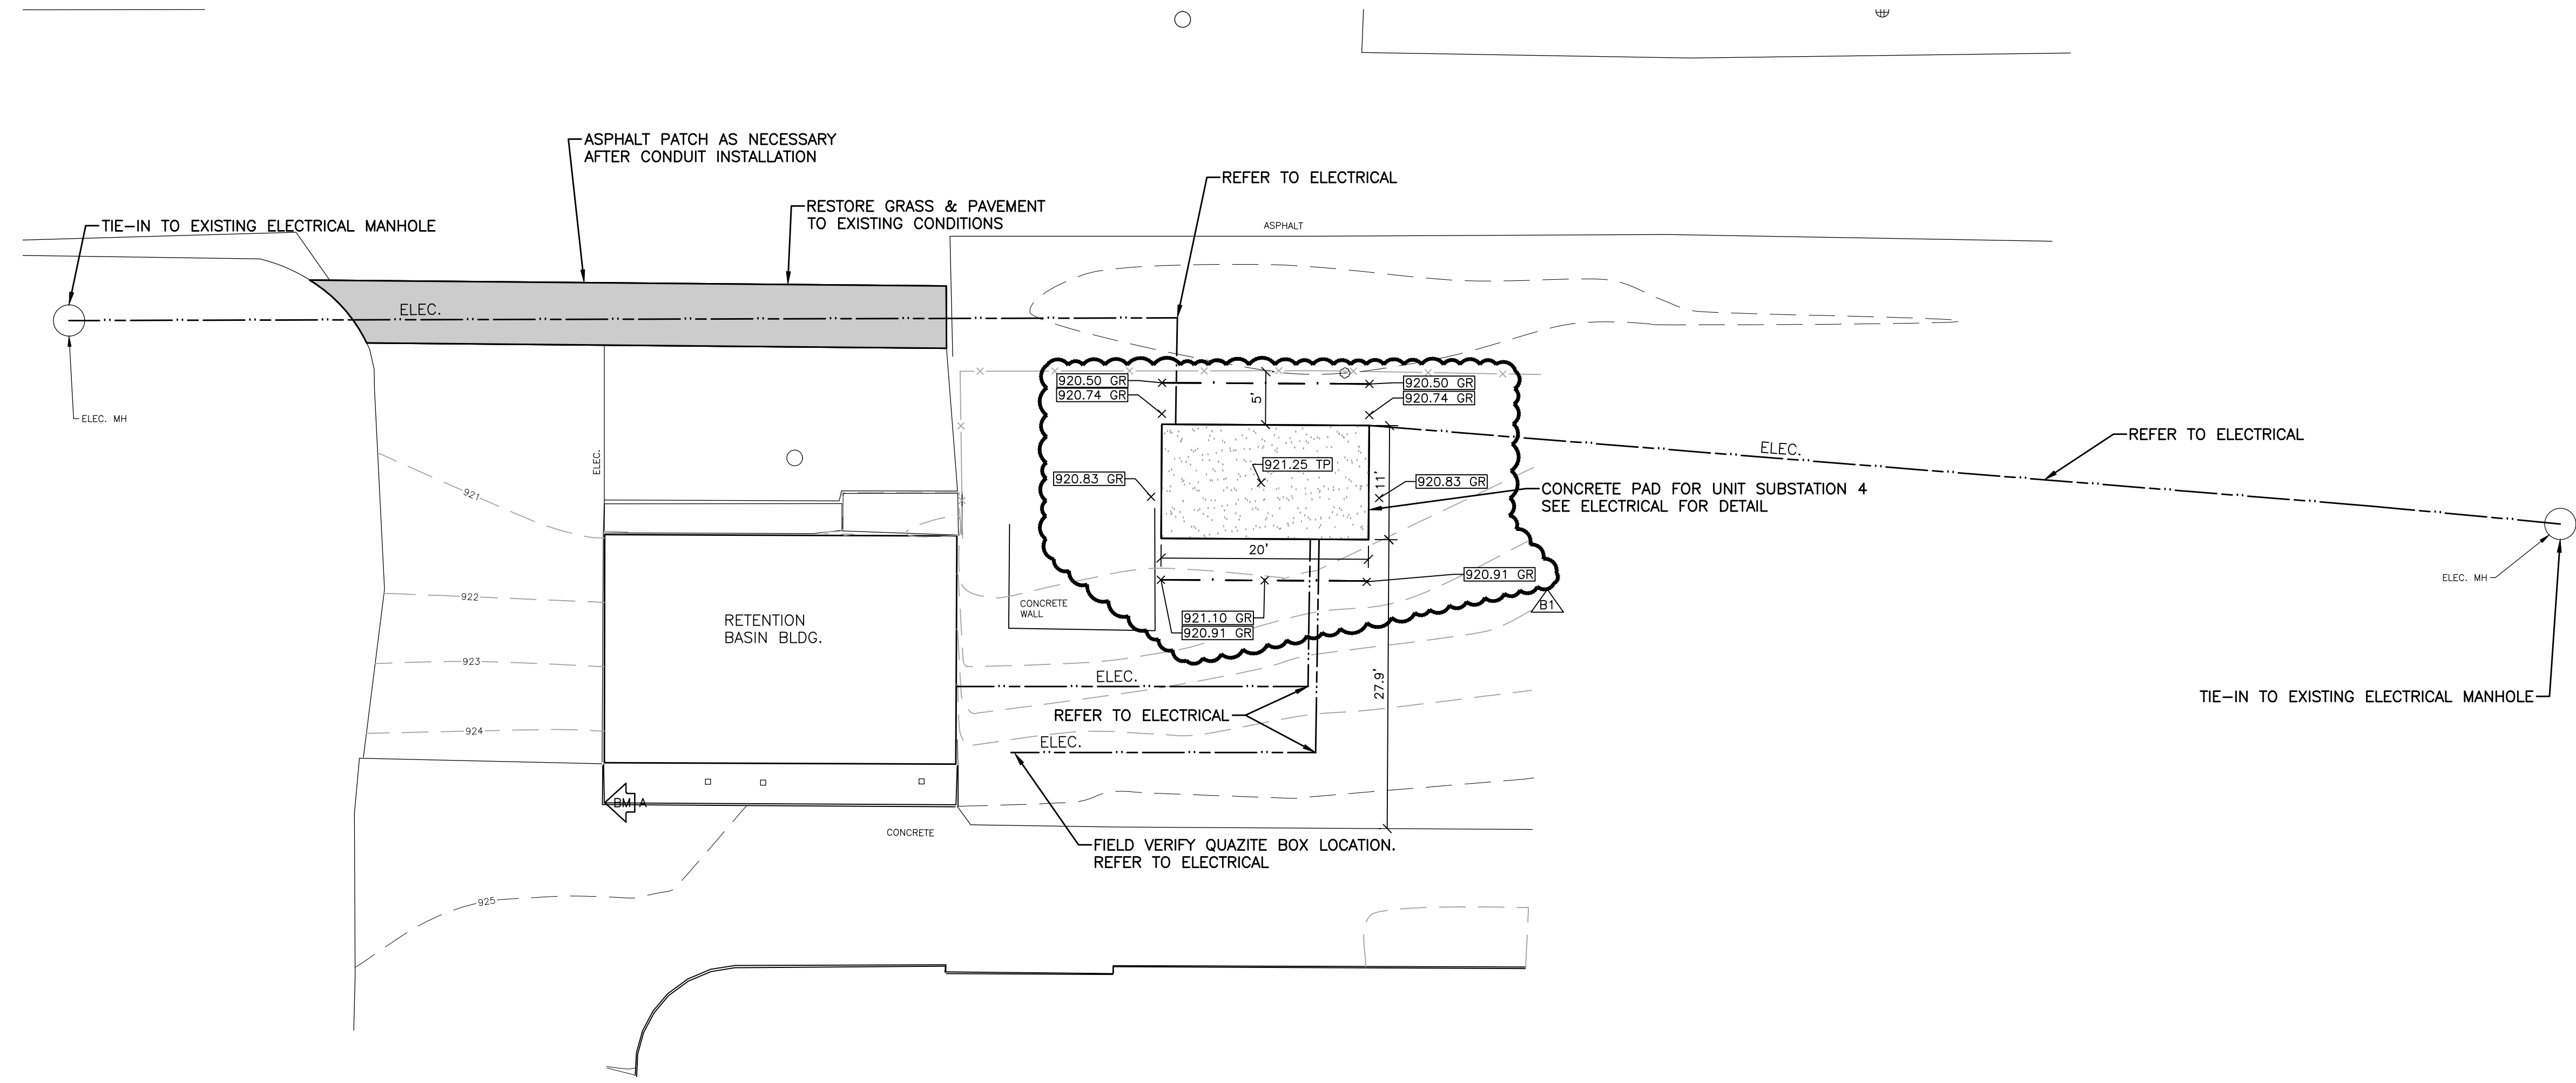 ASPHALT PATCH AS NECESSARY
AFTER CONDUIT INSTALLATION
REFER TO ELECTRICAL
RESTORE GRASS & PAVEMENT
TO EXISTING CONDITIONS
TIE-IN TO EXISTING ELECTRICAL MANHOLE
ASPHALT
ELEC.
ELEC. MH
ELEC.
920.50 GR
920.74 GR
5'
920.50 GR
920.74 GR
921.25 TP
920.83 GR
11'
920.83 GR
ELEC.
REFER TO ELECTRICAL
CONCRETE PAD FOR UNIT SUBSTATION 4
SEE ELECTRICAL FOR DETAIL
20'
920.91 GR
B1
ELEC. MH
921
922
923
924
RETENTION
BASIN BLDG.
CONCRETE
WALL
921.10 GR
920.91 GR
ELEC.
27.9'
TIE-IN TO EXISTING ELECTRICAL MANHOLE
REFER TO ELECTRICAL
ELEC.
BM A
CONCRETE
FIELD VERIFY QUAZITE BOX LOCATION.
REFER TO ELECTRICAL
925